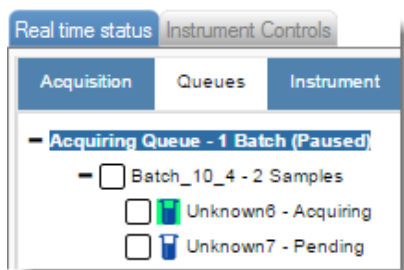 Real time status Instrument Controls
Acquisition Queues Instrument
Acquiring Queue - 1 Batch (Paused)
Batch_10_4 - 2 Samples
Unknown6 - Acquiring
Unknown7 - Pending